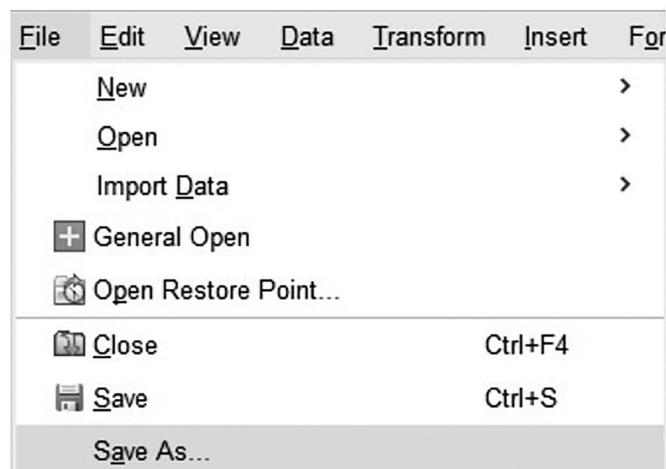 File Edit View Data Transform Insert For
New
Open
Import Data
General Open
Open Restore Point...
Close Ctrl+F4
Save Ctrl+S
Save As...